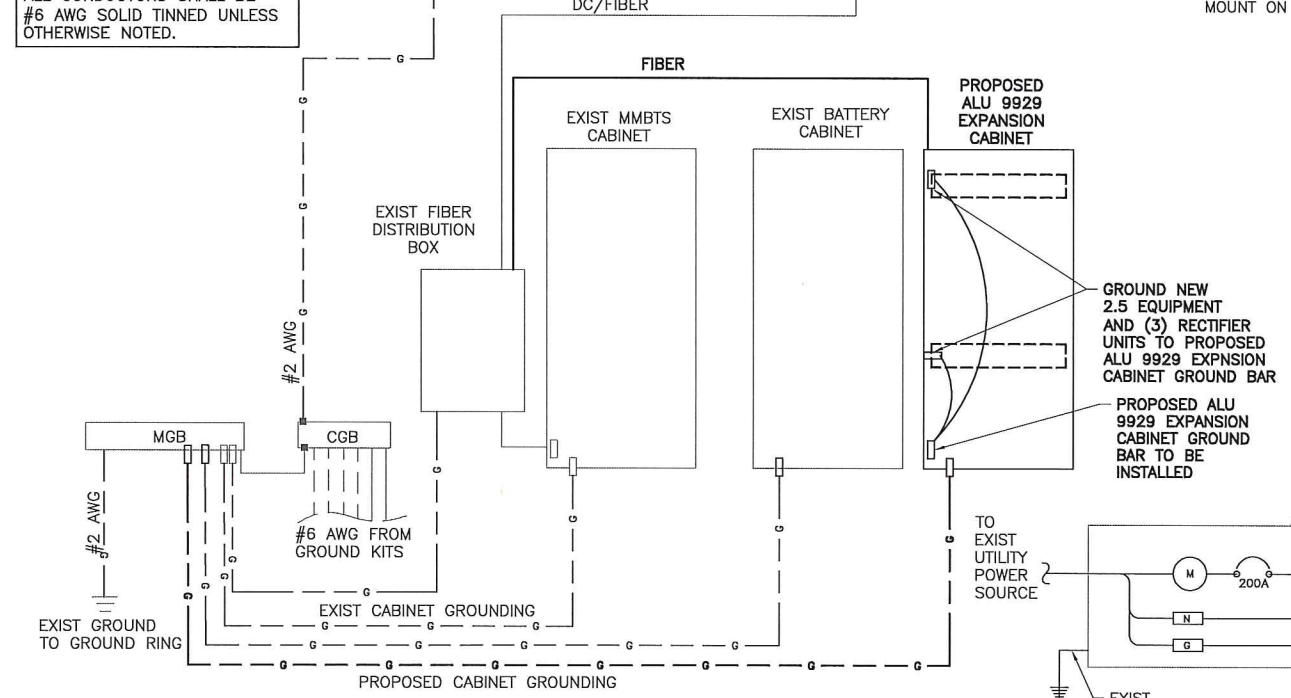 #6 AWG SOLID TINNED UNLESS
OTHERWISE NOTED.
DC/FIBER
MOUNT ON
G
FIBER
PROPOSED
ALU 9929
EXPANSION
CABINET
EXIST MMBTS
CABINET
EXIST BATTERY
CABINET
G
G
G
EXIST FIBER
DISTRIBUTION
BOX
#2 AWG
GROUND NEW
2.5 EQUIPMENT
AND (3) RECTIFIER
UNITS TO PROPOSED
ALU 9929 EXPNSION
CABINET GROUND BAR
PROPOSED ALU
9929 EXPANSION
CABINET GROUND
BAR TO BE
INSTALLED
MGB
CGB
#2 AWG
G
#6 AWG FROM
GROUND KITS
G
G
G
G
TO
EXIST
UTILITY
POWER
SOURCE
M
200A
N
G
G
G
G
G
G
EXIST CABINET GROUNDING
G G G
EXIST GROUND
TO GROUND RING
G G G G G
G G G G G G G
PROPOSED CABINET GROUNDING
EXIST